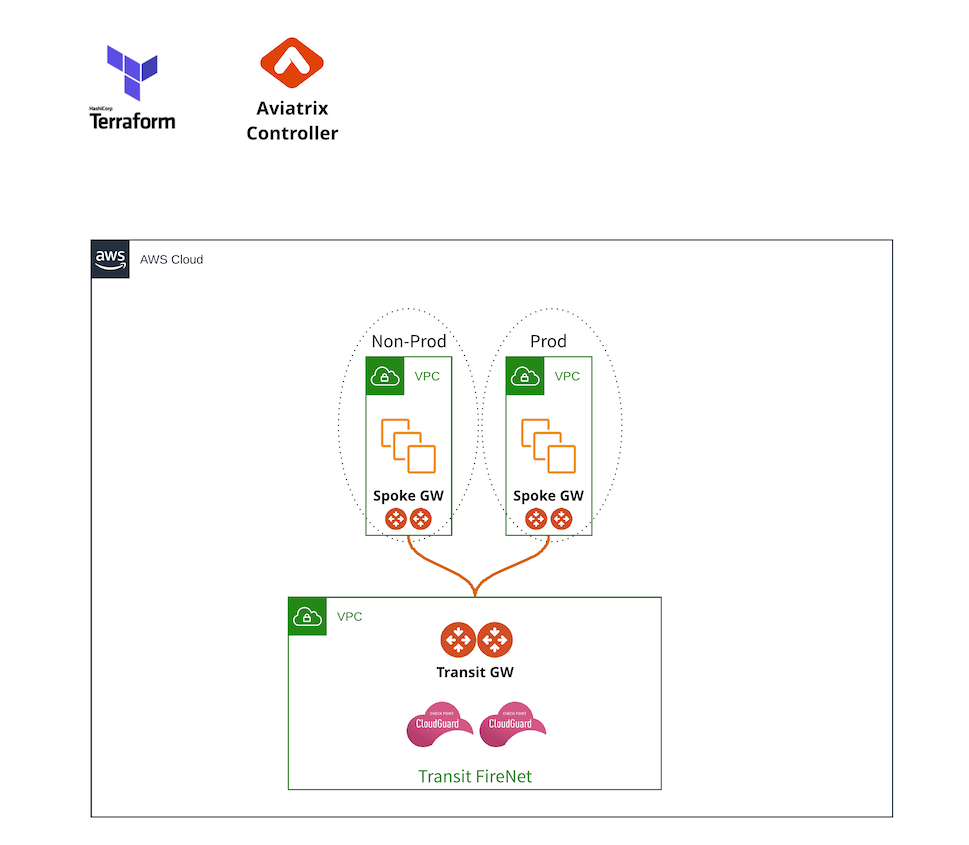 HashiCorp
Terraform
Aviatrix
Controller
aws
AWS Cloud
Non-Prod
Prod
VPC
VPC
Spoke GW
Spoke GW
VPC
Transit GW
CHECK POINT
CloudGuard
CHECK POINT
CloudGuard
Transit FireNet